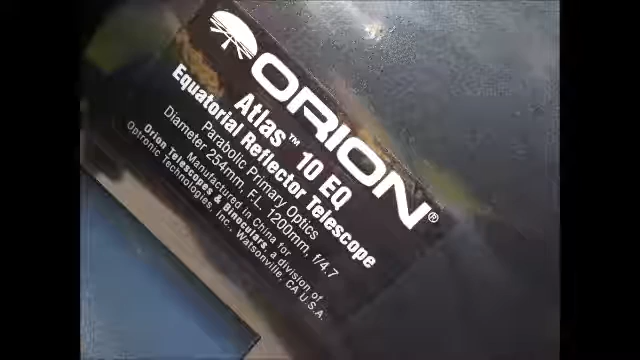 ORION®
Atlas™ 10 EQ
Equatorial Reflector Telescope
Parabolic Primary Optics
Diameter 254mm, F.L. 1200mm, f/4.7
Manufactured in China for
Orion Telescopes & Binoculars, a division of
Optronic Technologies, Inc., Watsonville, CA U.S.A.